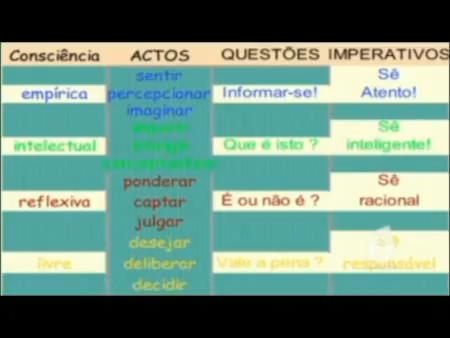 Consciência ACTOS QUESTÕES IMPERATIVOS
sentir Sê
empírica percepcionar Informar-se! Atento!
imaginar
Sê
intelectual Que é isto ? inteligente!
ponderar Sê
reflexiva captar É ou não é ? racional
julgar
desejar
livre deliberar Vale a pena ? responsável
decidir